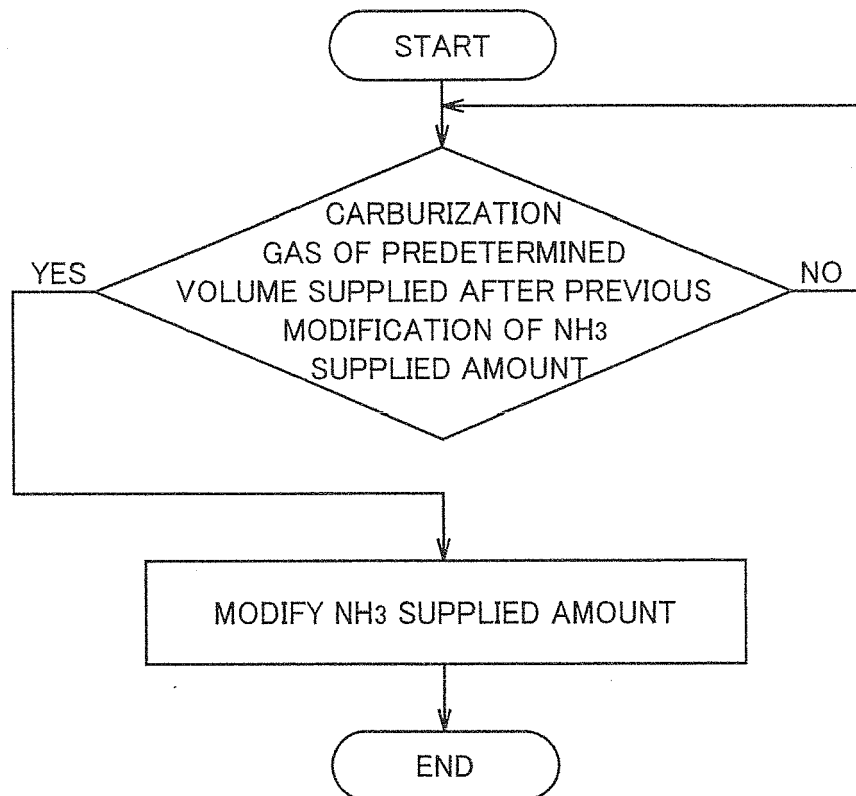 START
CARBURIZATION
GAS OF PREDETERMINED
YES
VOLUME SUPPLIED AFTER PREVIOUS
NO
MODIFICATION OF NH3
SUPPLIED AMOUNT
MODIFY NH3 SUPPLIED AMOUNT
END